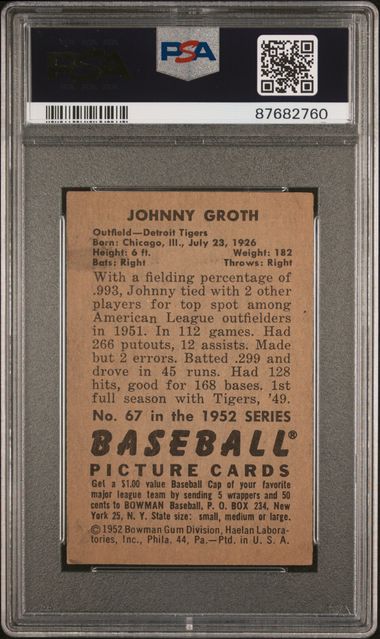 PSA
PSA
87682760
JOHNNY GROTH
Outfield—Detroit Tigers
Born: Chicago, Ill., July 23, 1926
Height: 6 ft. Weight: 182
Bats: Right Throws: Right
With a fielding percentage of
.993, Johnny tied with 2 other
players for top spot among
American League outfielders
in 1951. In 112 games. Had
266 putouts, 12 assists. Made
but 2 errors. Batted .299 and
drove in 45 runs. Had 128
hits, good for 168 bases. 1st
full season with Tigers, '49.
No. 67 in the 1952 SERIES
BASEBALL®
PICTURE CARDS
Get a $1.00 value Baseball Cap of your favorite
major league team by sending 5 wrappers and 50
cents to BOWMAN Baseball, P. O. BOX 234, New
York 25, N. Y. State size: small, medium or large.
©1952 Bowman Gum Division, Haelan Labora-
tories, Inc., Phila. 44, Pa.—Ptd. in U. S. A.